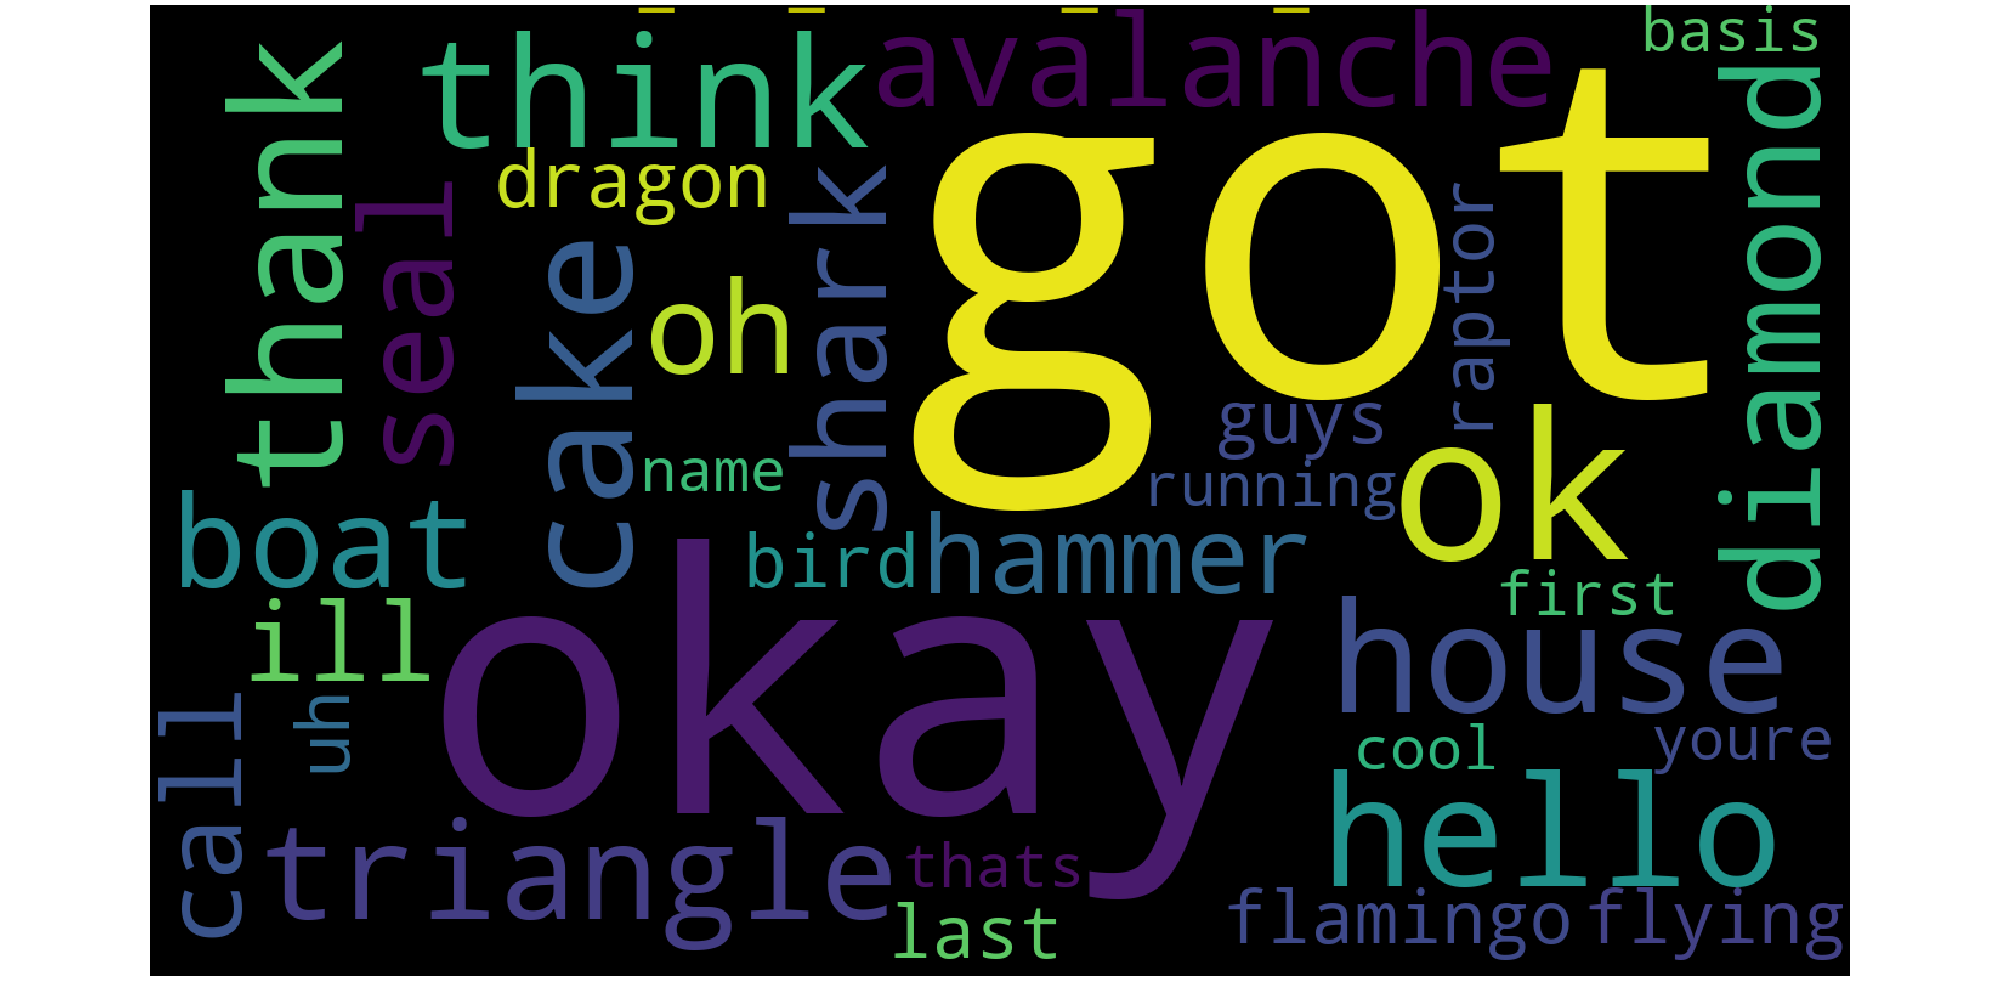 avalanche
basis
think
thank
got
diamond
dragon
shark
seal
raptor
cake
oh
guys
ok
name
running
boat
hammer
bird
okay
first
ill
house
call
uh
youre
cool
hello
triangle
thats
flamingo
flying
last